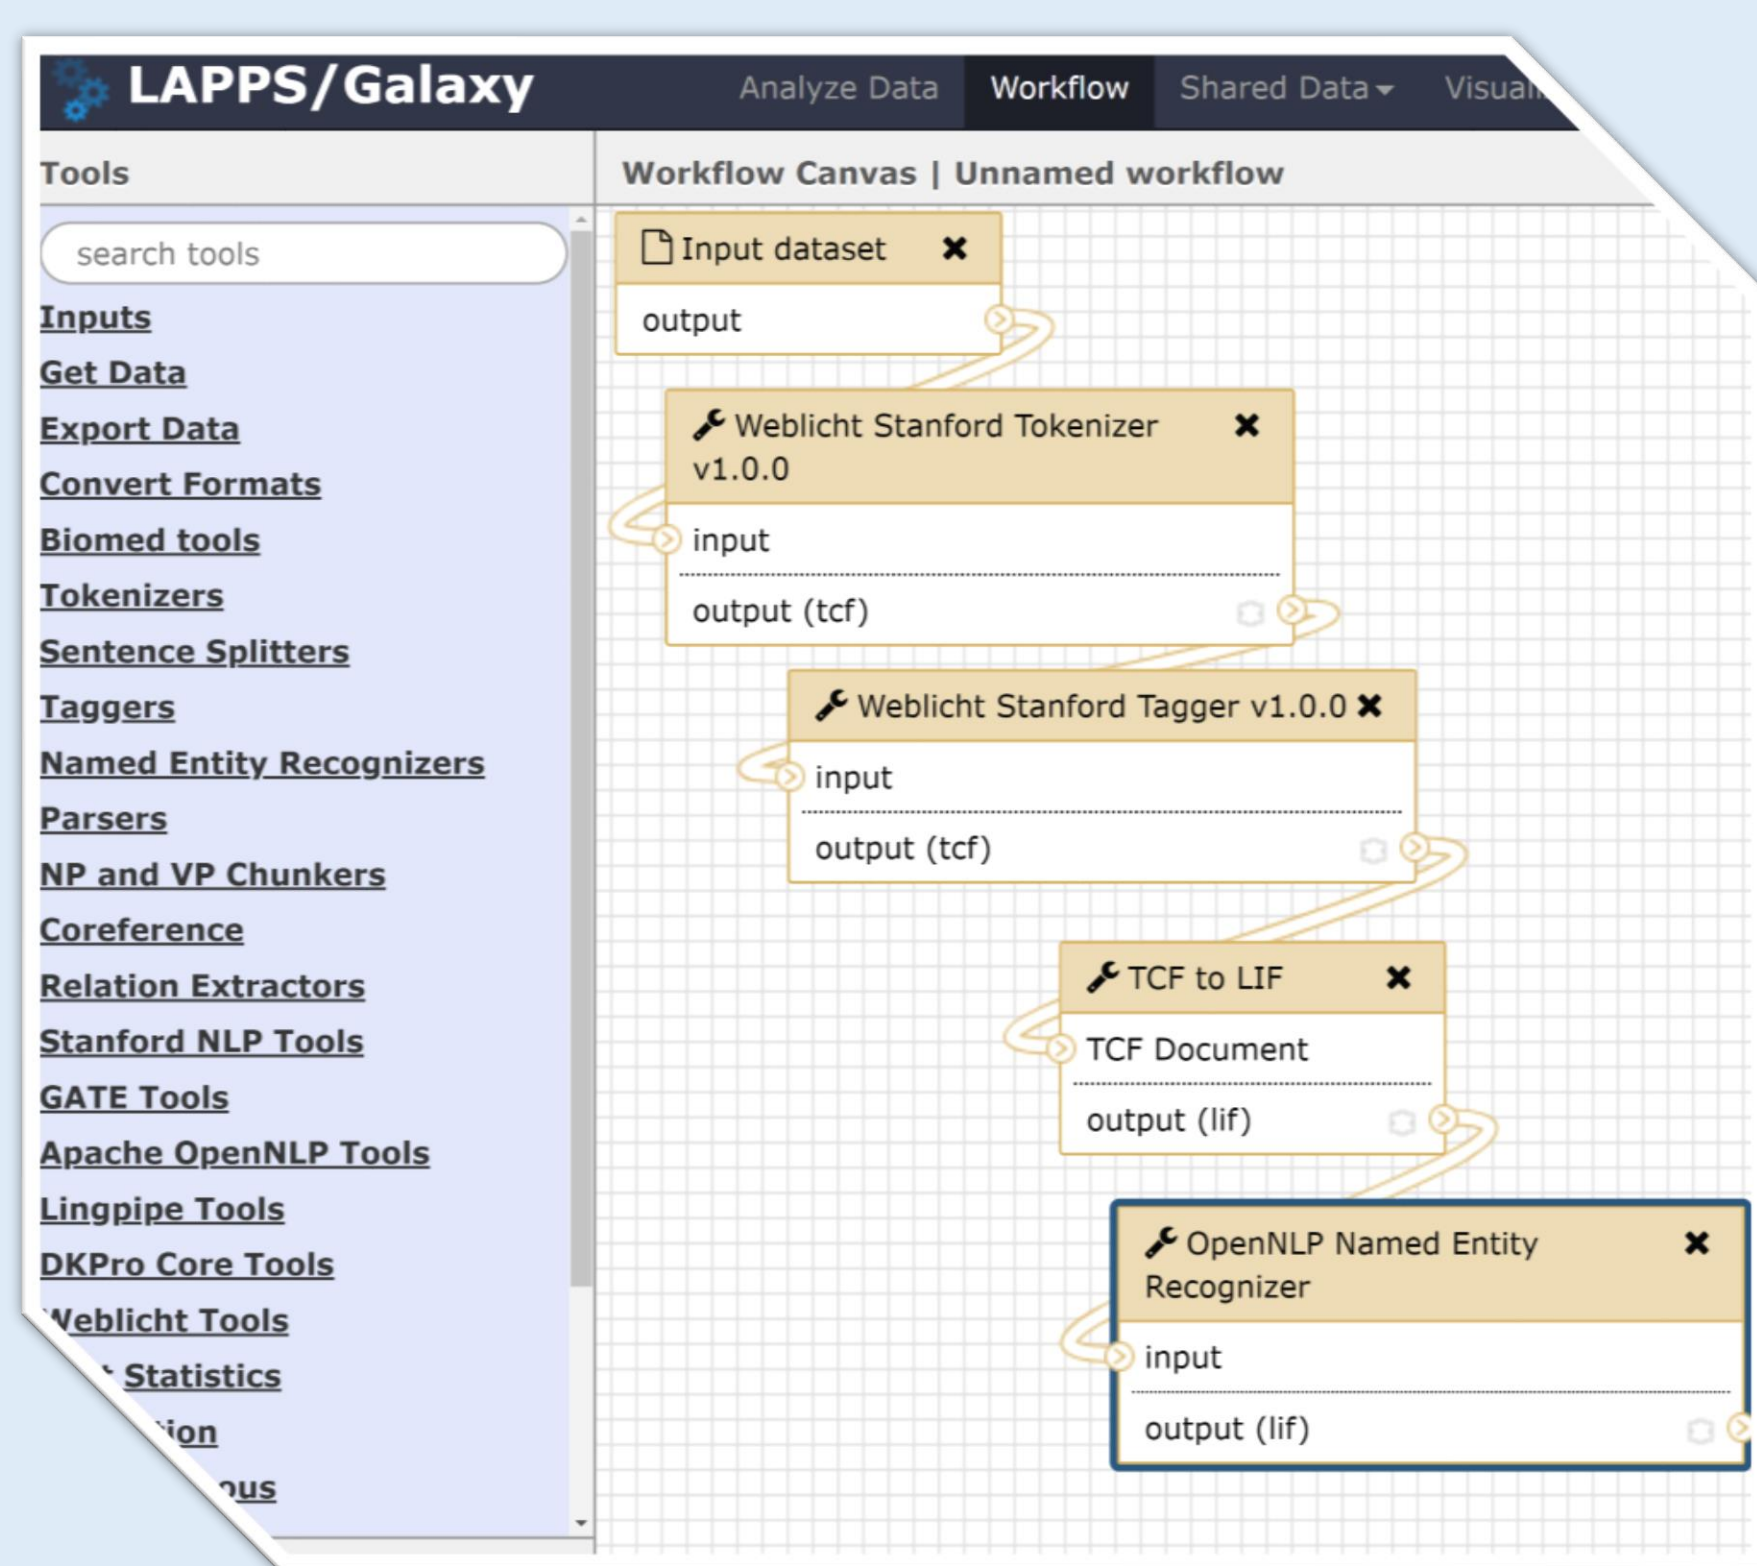 LAPPS/Galaxy
Analyze Data
Workflow
Shared Data
Tools
Workflow Canvas | Unnamed workflow
search tools
Inputs
Get Data
Export Data
Convert Formats
Biomed tools
Tokenizers
Sentence Splitters
Taggers
Named Entity Recognizers
Parsers
NP and VP Chunkers
Coreference
Relation Extractors
Stanford NLP Tools
GATE Tools
Apache OpenNLP Tools
Lingpipe Tools
DKPro Core Tools
Weblicht Tools
Statistics
Input dataset
output
Weblicht Stanford Tokenizer
v1.0.0
input
output (tcf)
Weblicht Stanford Tagger v1.0.0
input
output (tcf)
TCF to LIF
TCF Document
output (lif)
OpenNLP Named Entity
Recognizer
input
output (lif)